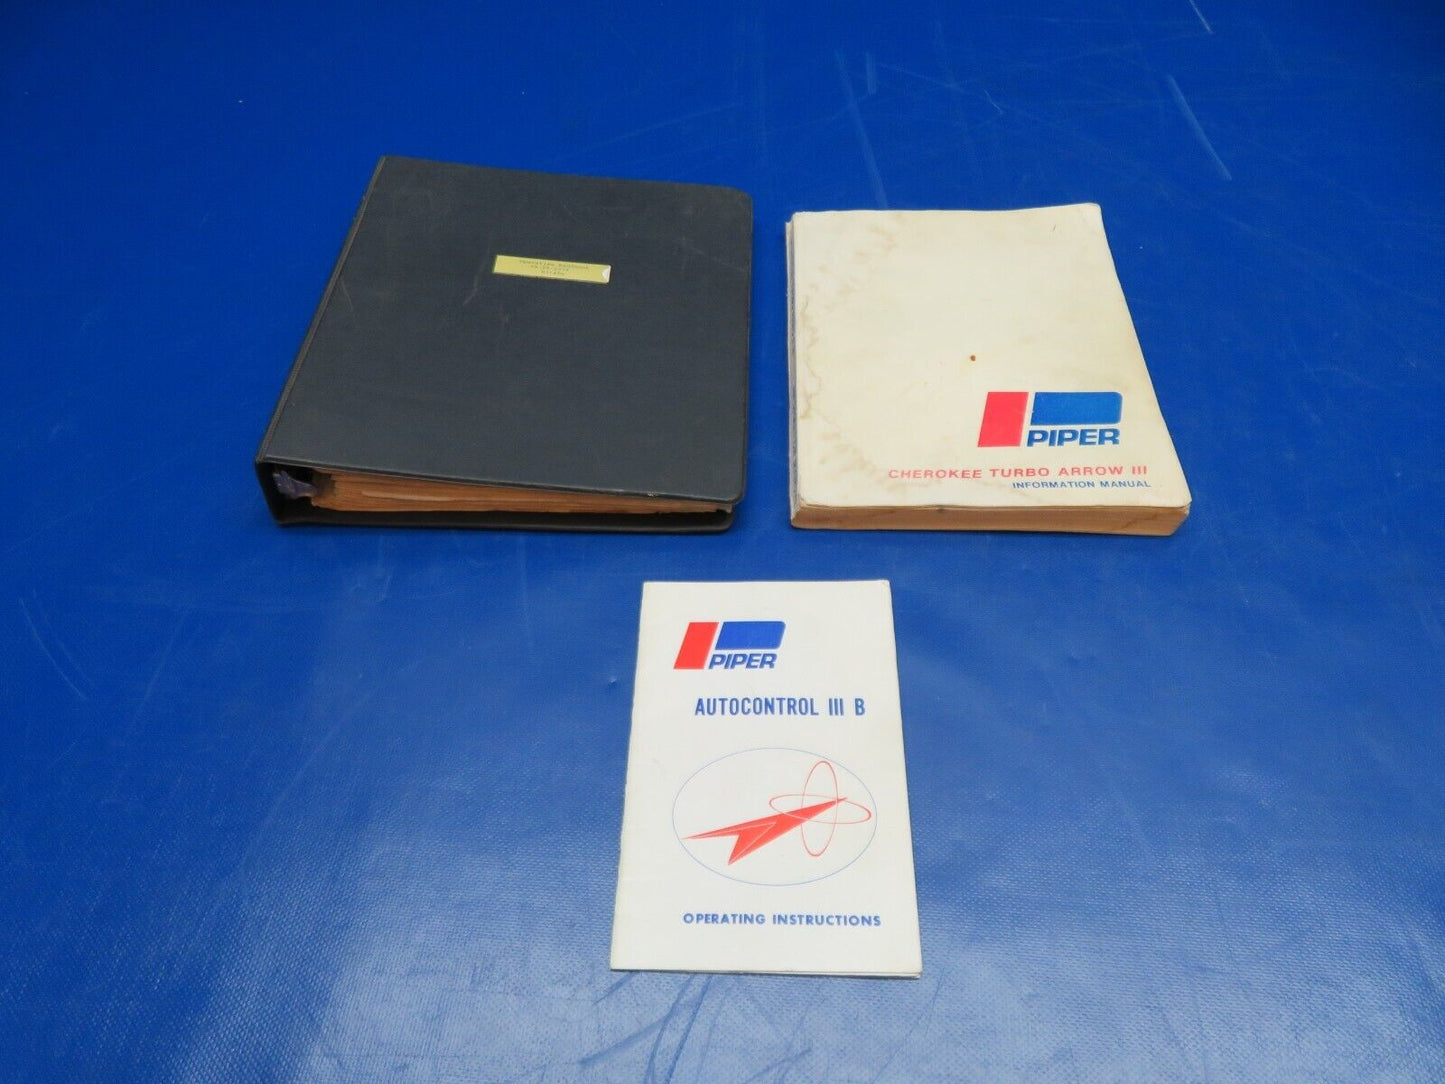 PIPER
CHEROKEE TURBO ARROW III
INFORMATION MANUAL
PIPER
AUTOCONTROL III B
OPERATING INSTRUCTIONS